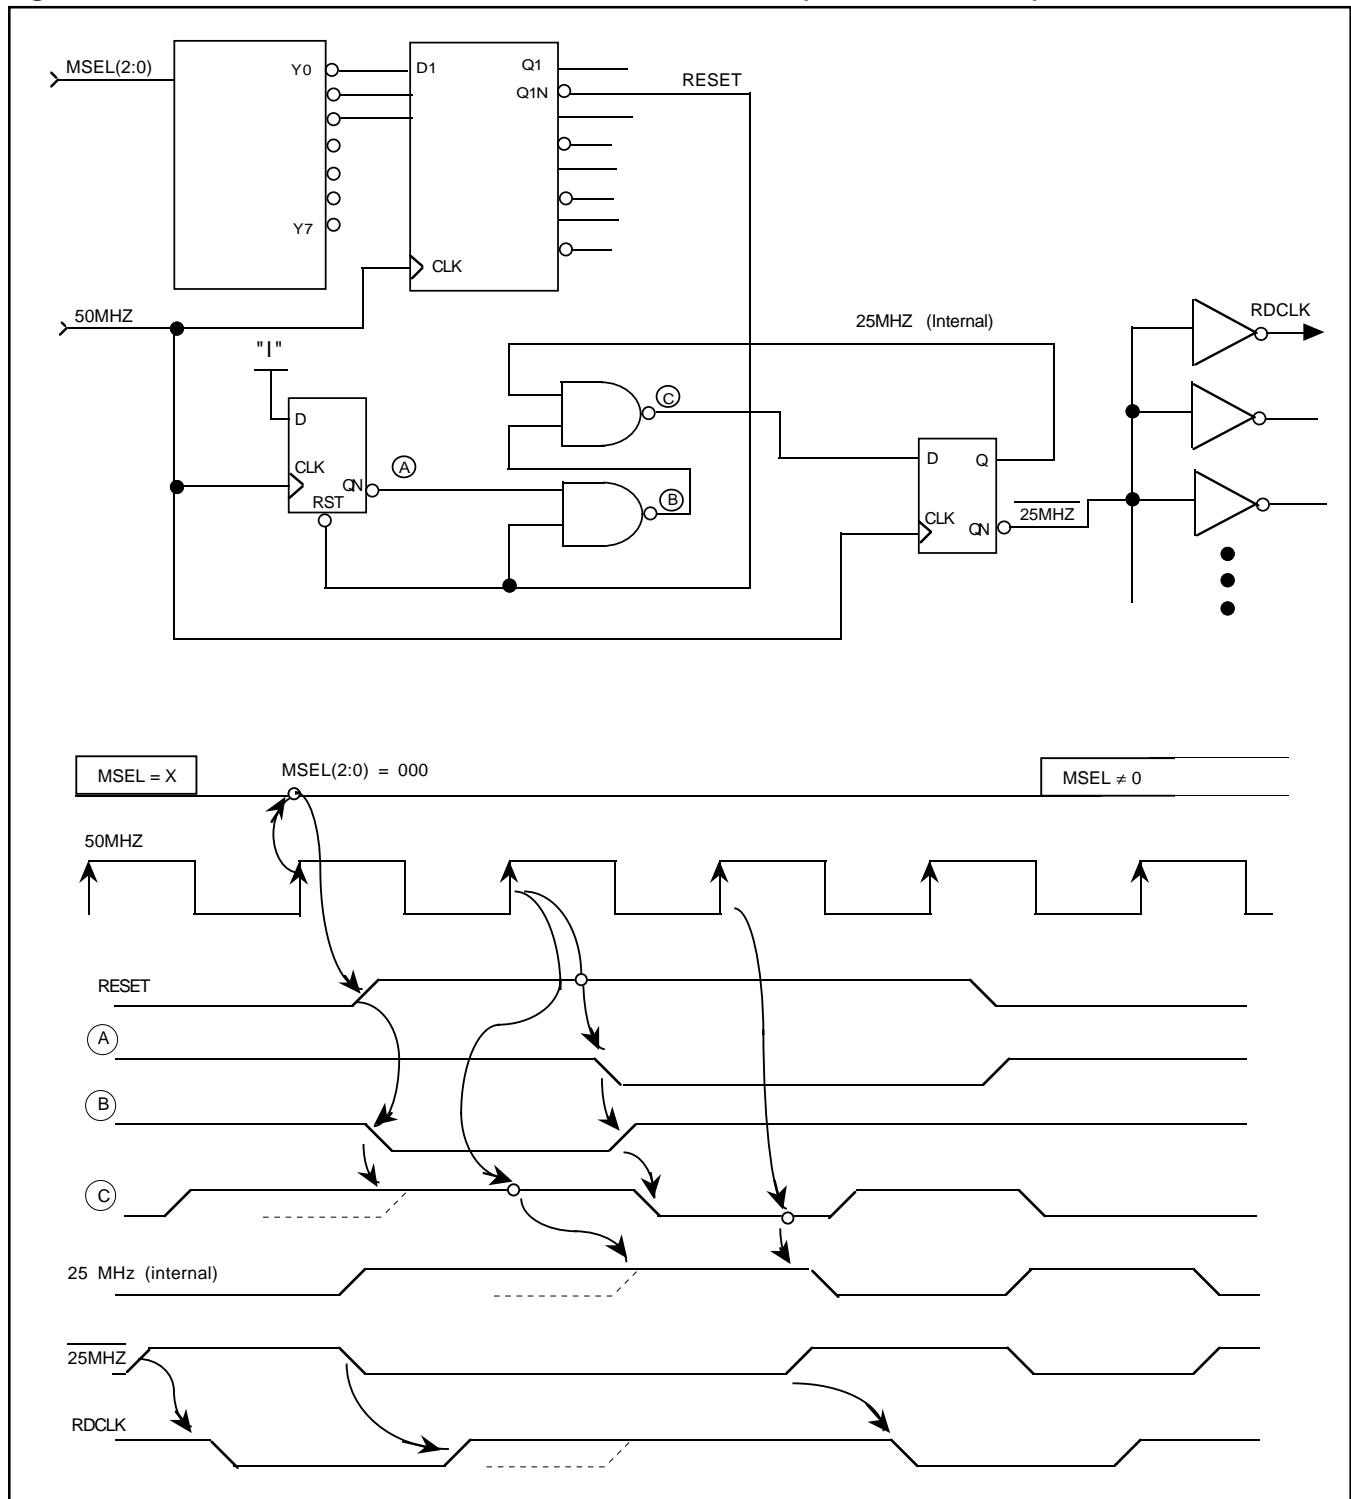 MSEL(2:0)
Y0
Y7
D1
Q1
Q1N
CLK
RESET
50MHZ
"I"
D
CLK
QN
RST
A
C
B
25MHZ (Internal)
D
Q
CLK
QN
25MHZ
RDCLK
MSEL = X
MSEL(2:0) = 000
MSEL ≠ 0
50MHZ
RESET
A
B
C
25 MHz (internal)
25MHZ
RDCLK